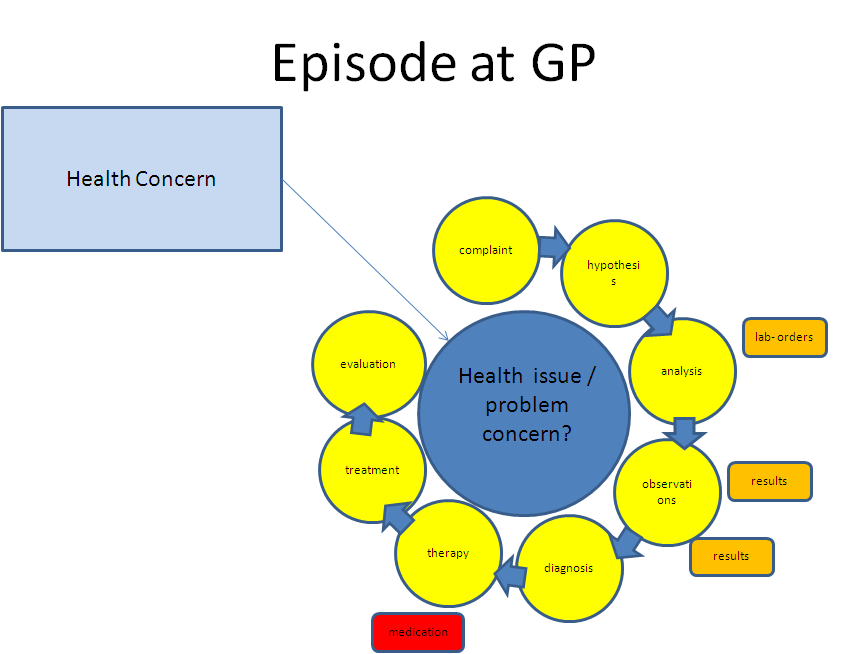 Episode at GP
Health Concern
complaint
hypothesi
s
lab- orders
analysis
evaluation
Health issue /
problem
concern?
treatment
observati
ons
results
results
therapy
diagnosis
medication